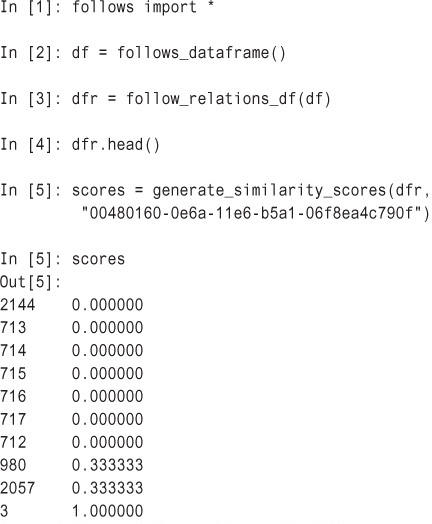 In [1]: follows import *
In [2]: df = follows_dataframe()
In [3]: dfr = follow_relations_df(df)
In [4]: dfr.head()
In [5]: scores = generate_similarity_scores(dfr,
"00480160-0e6a-11e6-b5a1-06f8ea4c790f")
In [5]: scores
Out[5]:
2144 0.000000
713 0.000000
714 0.000000
715 0.000000
716 0.000000
717 0.000000
712 0.000000
980 0.333333
2057 0.333333
3 1.000000